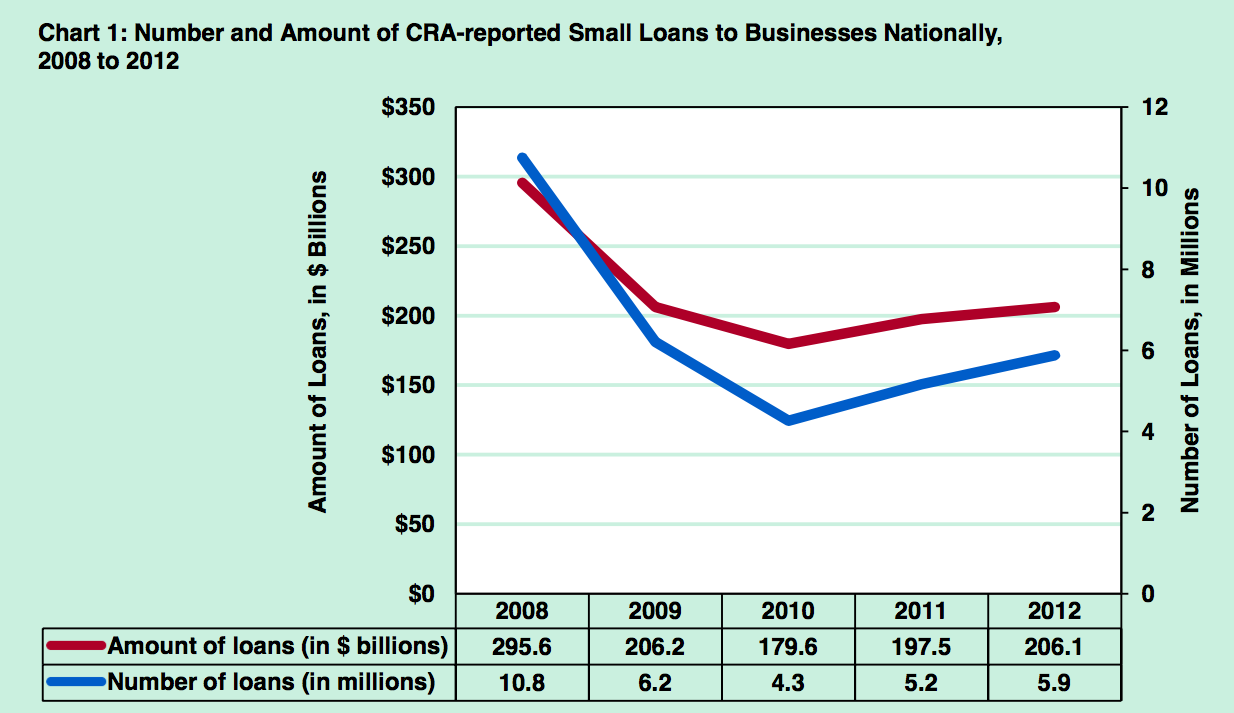 Chart 1: Number and Amount of CRA-reported Small Loans to Businesses Nationally,
2008 to 2012
Amount of Loans, in $ Billions
$350
$300
$250
$200
$150
$100
$50
$0
12
10
8
6
4
2
0
Number of Loans, in Millions
2008 2009 2010 2011 2012
Amount of loans (in $ billions) 295.6 206.2 179.6 197.5 206.1
Number of loans (in millions) 10.8 6.2 4.3 5.2 5.9